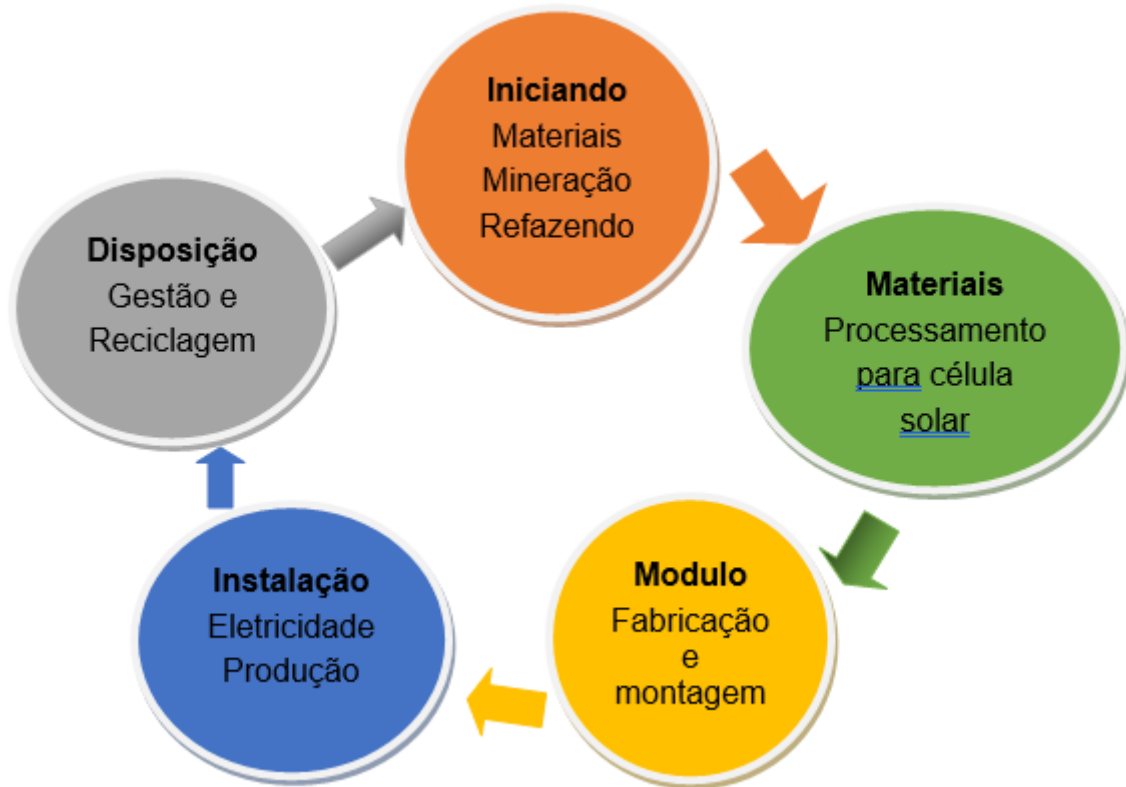 Iniciando
Materiais
Mineração
Refazendo
Materiais
Processamento
para célula
solar
Modulo
Fabricação
e
montagem
Instalação
Eletricidade
Produção
Disposição
Gestão e
Reciclagem